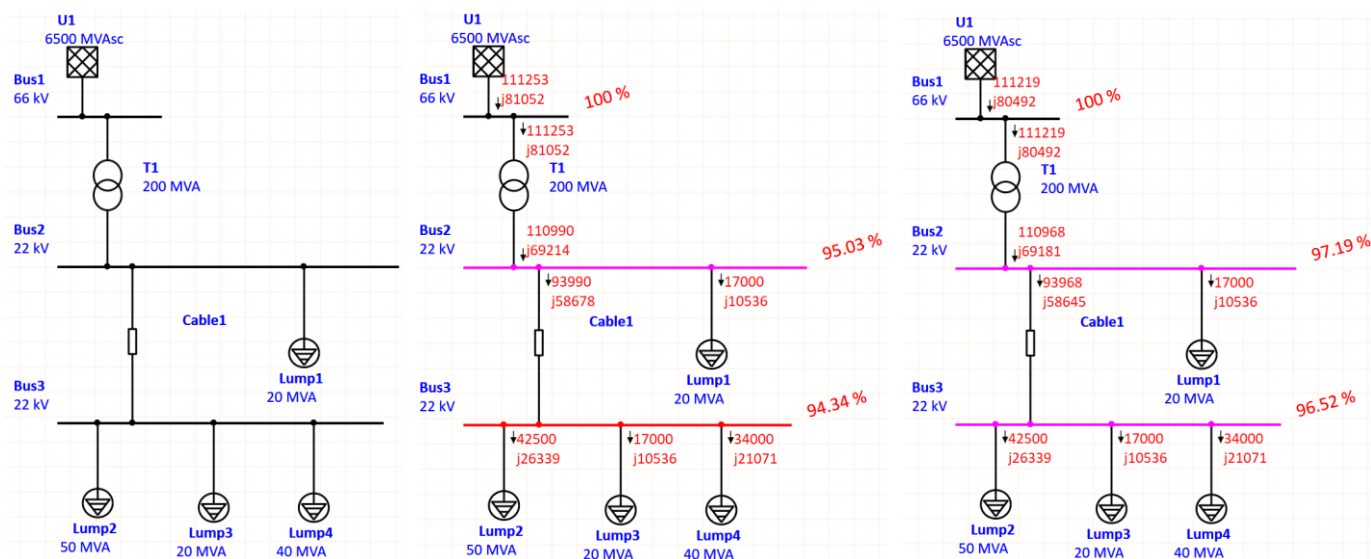 U1
6500 MVAsc
Bus1
66 kV
T1
200 MVA
Bus2
22 kV
Cable1
Lump1
20 MVA
Bus3
22 kV
Lump2
50 MVA
Lump3
20 MVA
Lump4
40 MVA
U1
6500 MVAsc
Bus1
66 kV
111253
j81052
100 %
111253
j81052
T1
200 MVA
Bus2
22 kV
110990
j69214
95.03 %
93990
j58678
17000
j10536
Cable1
Lump1
20 MVA
Bus3
22 kV
94.34 %
42500
j26339
17000
j10536
34000
j21071
Lump2
50 MVA
Lump3
20 MVA
Lump4
40 MVA
U1
6500 MVAsc
Bus1
66 kV
111219
j80492
100 %
111219
j80492
T1
200 MVA
Bus2
22 kV
110968
j69181
97.19 %
93968
j58645
17000
j10536
Cable1
Lump1
20 MVA
Bus3
22 kV
96.52 %
42500
j26339
17000
j10536
34000
j21071
Lump2
50 MVA
Lump3
20 MVA
Lump4
40 MVA